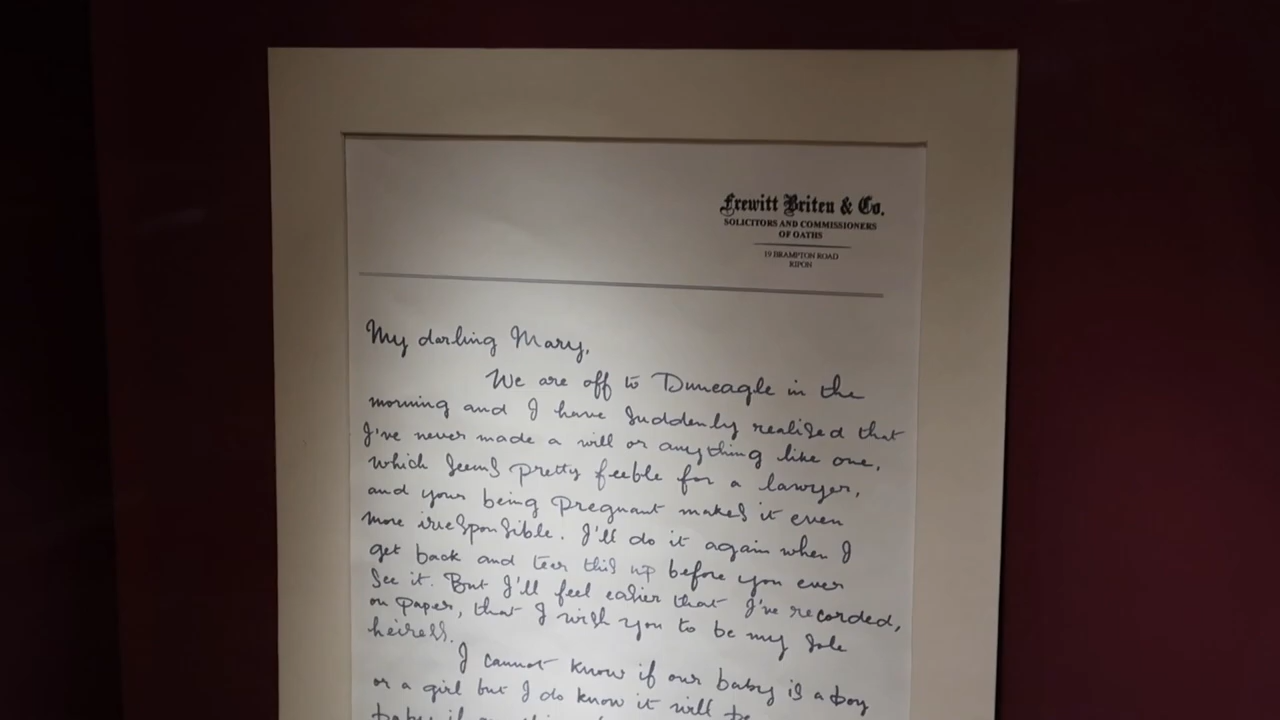 Frewitt Briten & Co.
SOLICITORS AND COMMISSIONERS
OF OATHS
19 BRAMPTON ROAD
RIPON
My darling Mary,
We are off to Duneagle in the
morning and I have suddenly realised that
I've never made a will or anything like one,
which seems pretty feeble for a lawyer,
and your being pregnant makes it even
more irresponsible. I'll do it again when I
get back and tear this up before you ever
see it. But I'll feel easier that I've recorded,
on paper, that I wish you to be my sole
heiress.
I cannot know if our baby is a boy
or a girl but I do know it will be
baby if